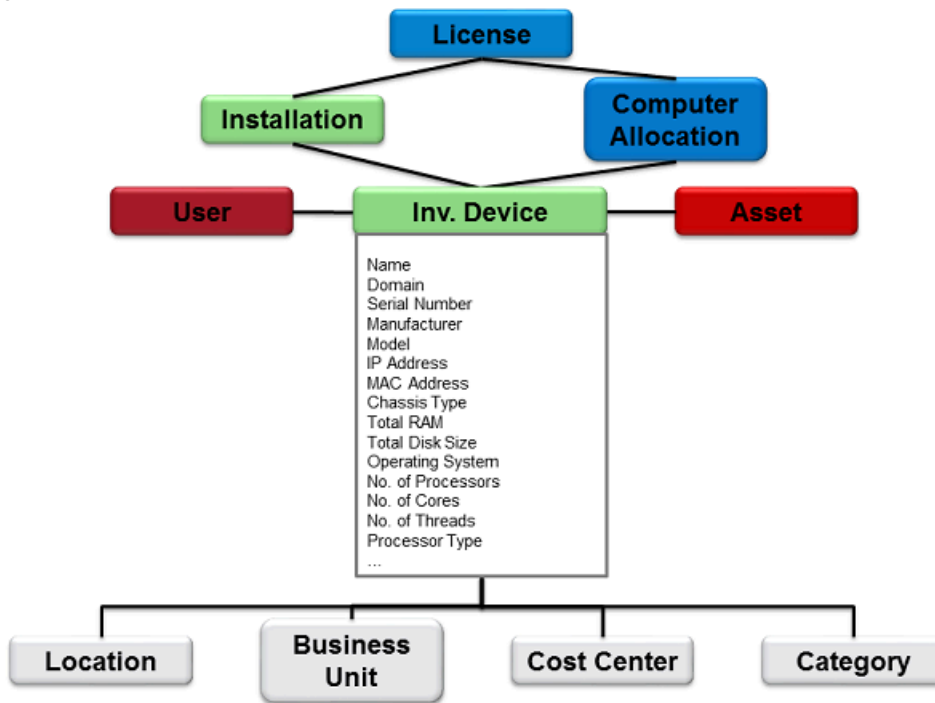 License
Installation
Computer
Allocation
User
Inv. Device
Asset
Name
Domain
Serial Number
Manufacturer
Model
IP Address
MAC Address
Chassis Type
Total RAM
Total Disk Size
Operating System
No. of Processors
No. of Cores
No. of Threads
Processor Type
...
Location
Business
Unit
Cost Center
Category